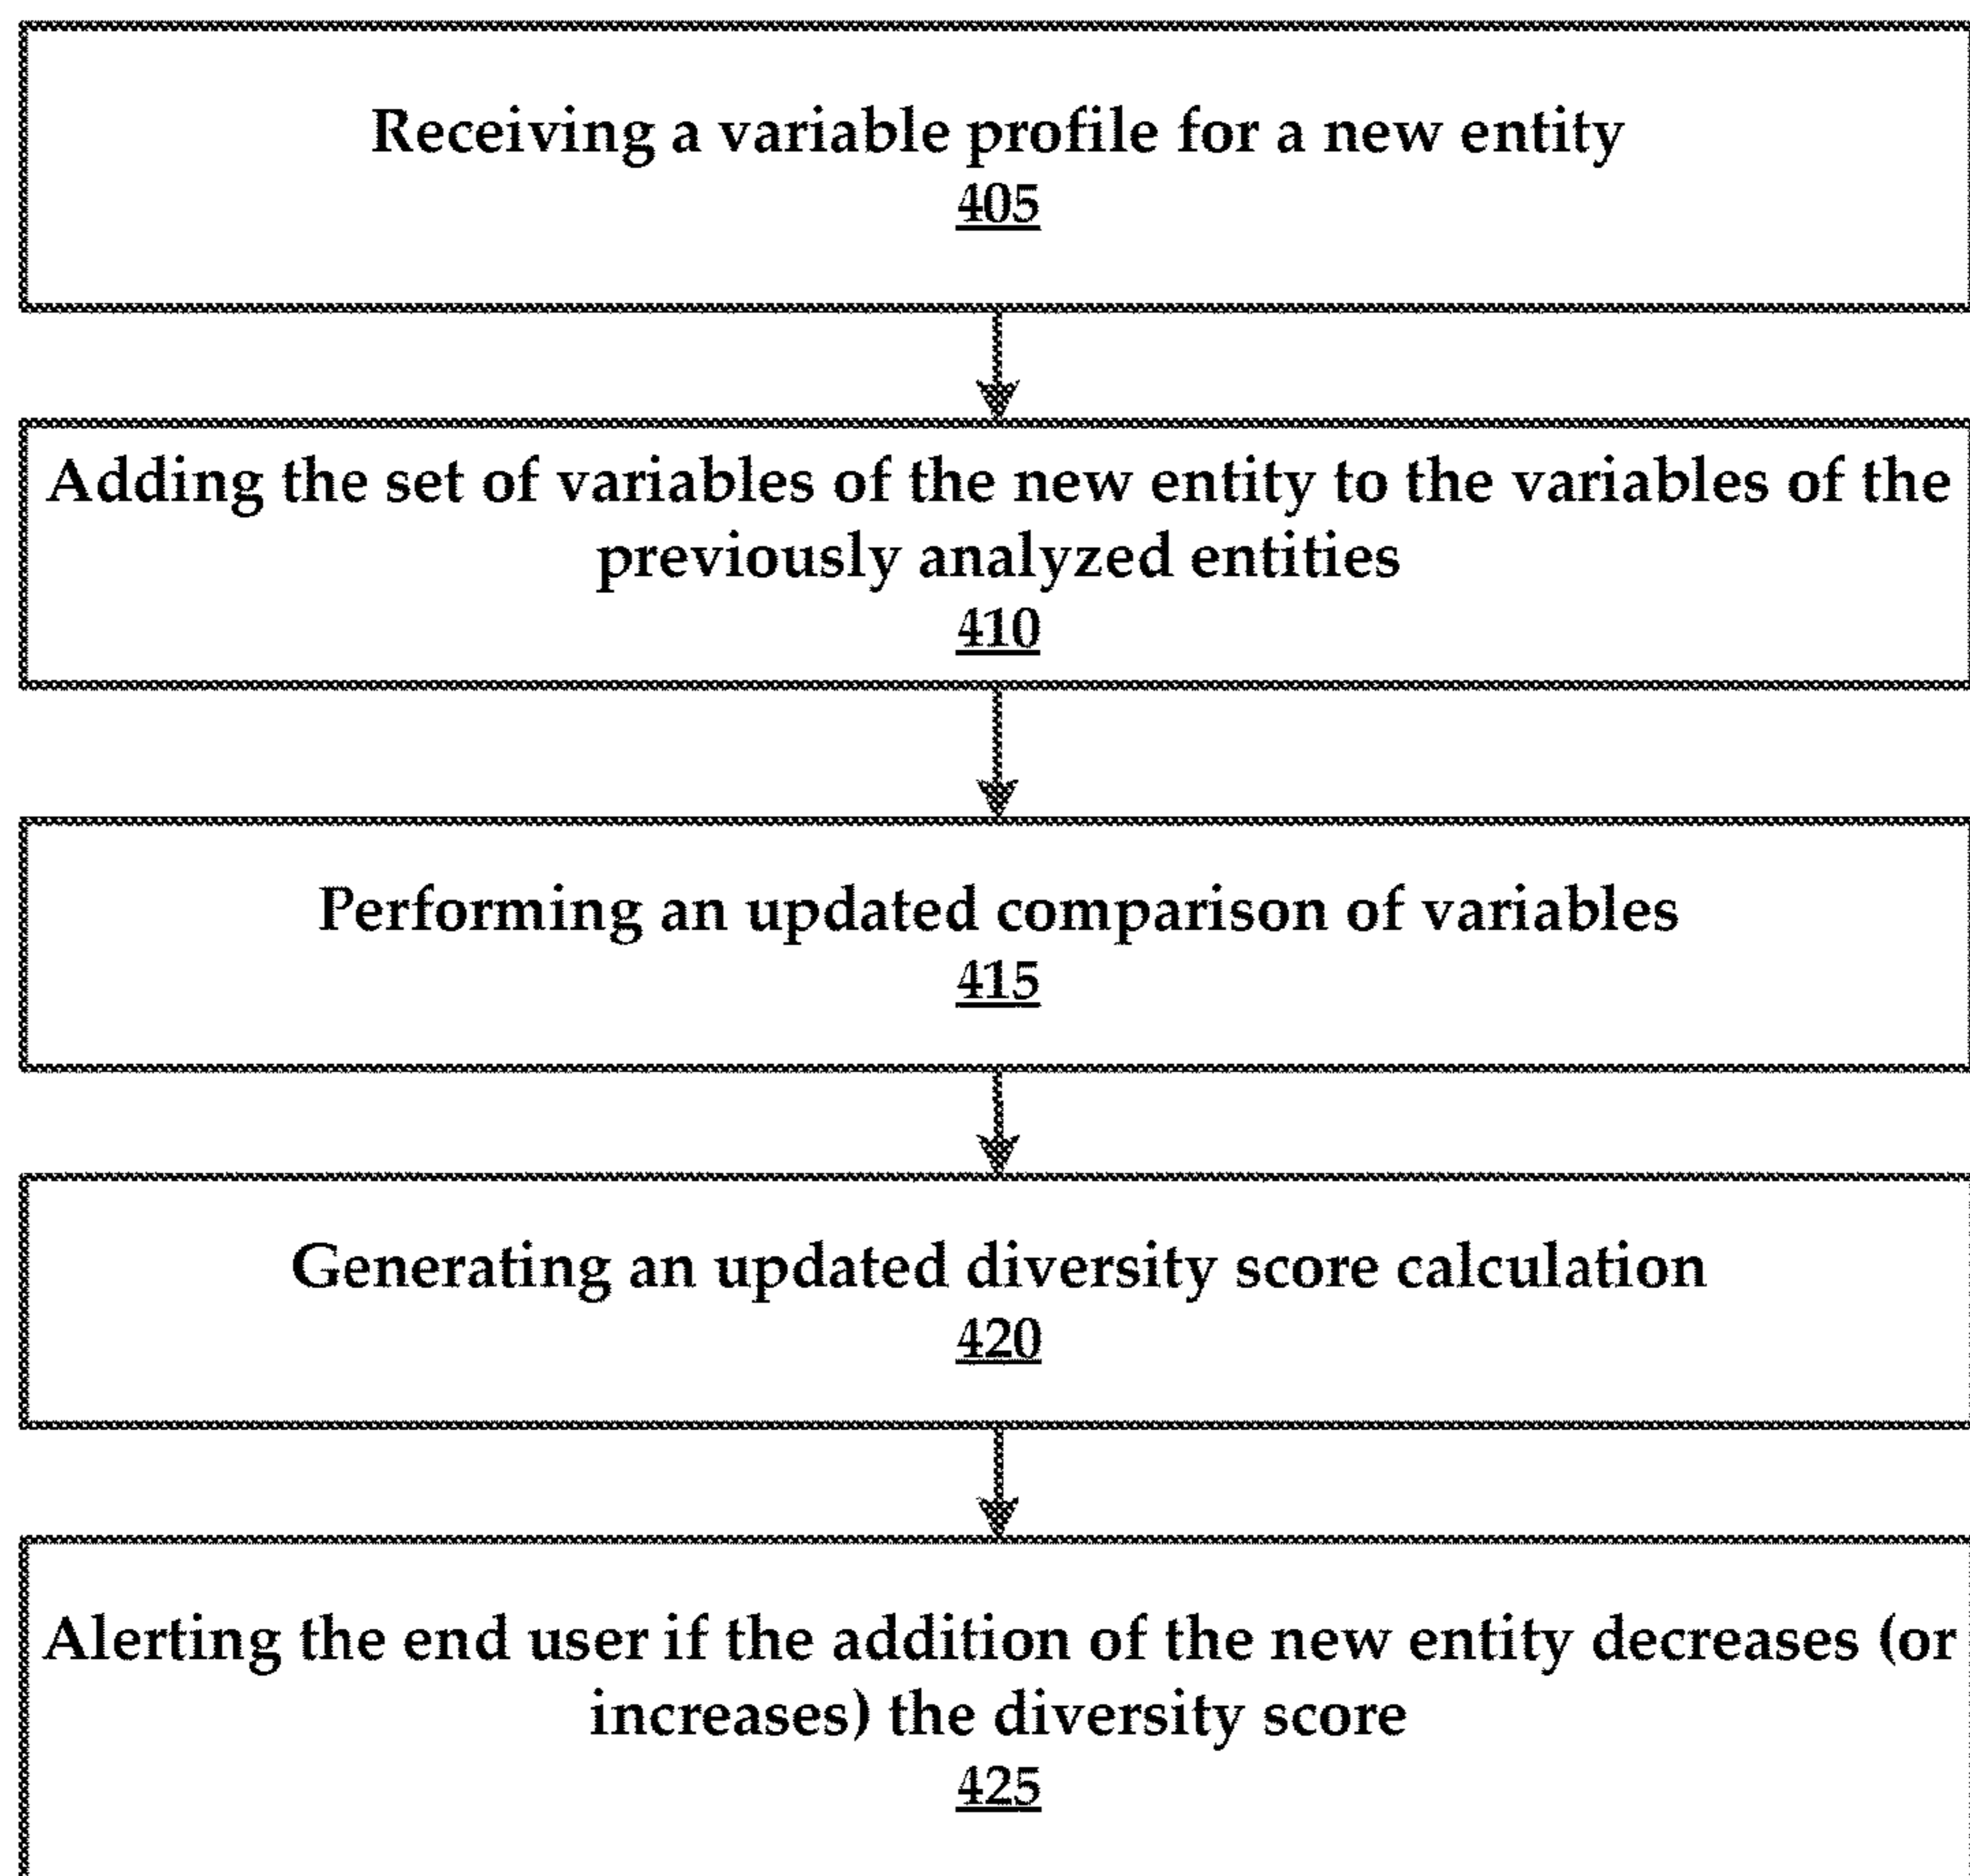 Receiving a variable profile for a new entity
405
Adding the set of variables of the new entity to the variables of the
previously analyzed entities
410
Performing an updated comparison of variables
415
Generating an updated diversity score calculation
420
Alerting the end user if the addition of the new entity decreases (or
increases) the diversity score
425